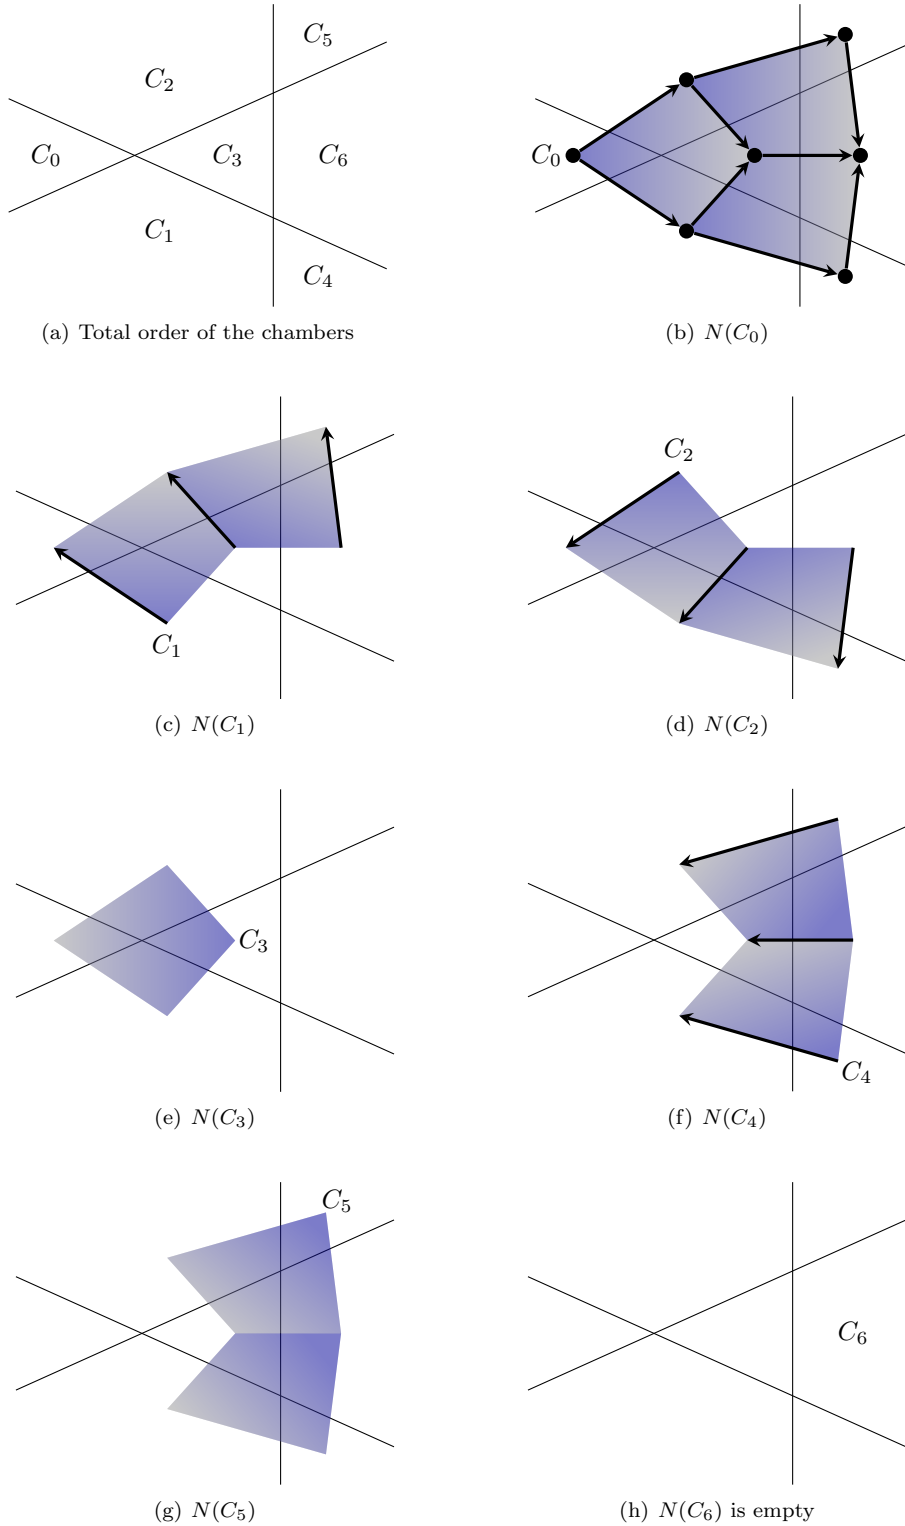 C₅
C₂
C₀ C₃ C₆
C₁
C₄
(a) Total order of the chambers
C₀
(b) N(C₀)
C₁
(c) N(C₁)
C₂
(d) N(C₂)
C₃
(e) N(C₃)
C₄
(f) N(C₄)
C₅
(g) N(C₅)
C₆
(h) N(C₆) is empty